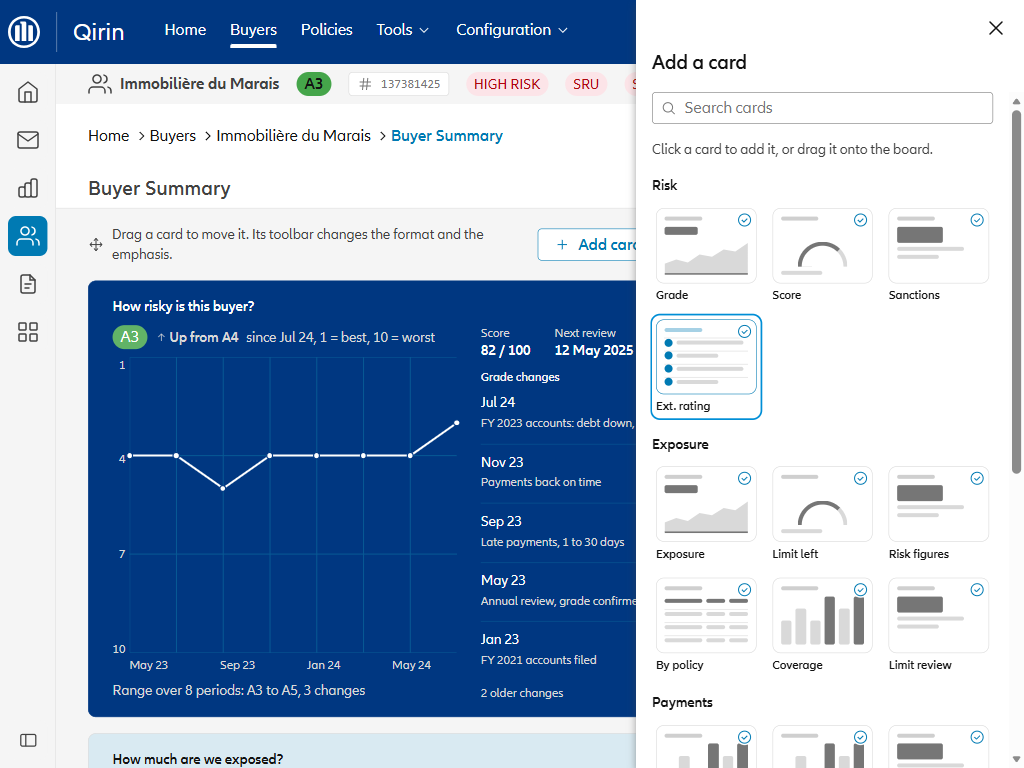 Qirin
Home
Buyers
Policies
Tools
Configuration
Immobilière du Marais
A3
# 137381425
HIGH RISK
SRU
Home > Buyers > Immobilière du Marais > Buyer Summary
Buyer Summary
Drag a card to move it. Its toolbar changes the format and the
emphasis.
+ Add card
How risky is this buyer?
A3
↑ Up from A4 since Jul 24, 1 = best, 10 = worst
Score
82 / 100
Next review
12 May 2025
1
4
7
10
May 23
Sep 23
Jan 24
May 24
Range over 8 periods: A3 to A5, 3 changes
Grade changes
Jul 24
FY 2023 accounts: debt down,
Nov 23
Payments back on time
Sep 23
Late payments, 1 to 30 days
May 23
Annual review, grade confirme
Jan 23
FY 2021 accounts filed
2 older changes
How much are we exposed?
Add a card
Search cards
Click a card to add it, or drag it onto the board.
Risk
Grade
Score
Sanctions
Ext. rating
Exposure
Exposure
Limit left
Risk figures
By policy
Coverage
Limit review
Payments